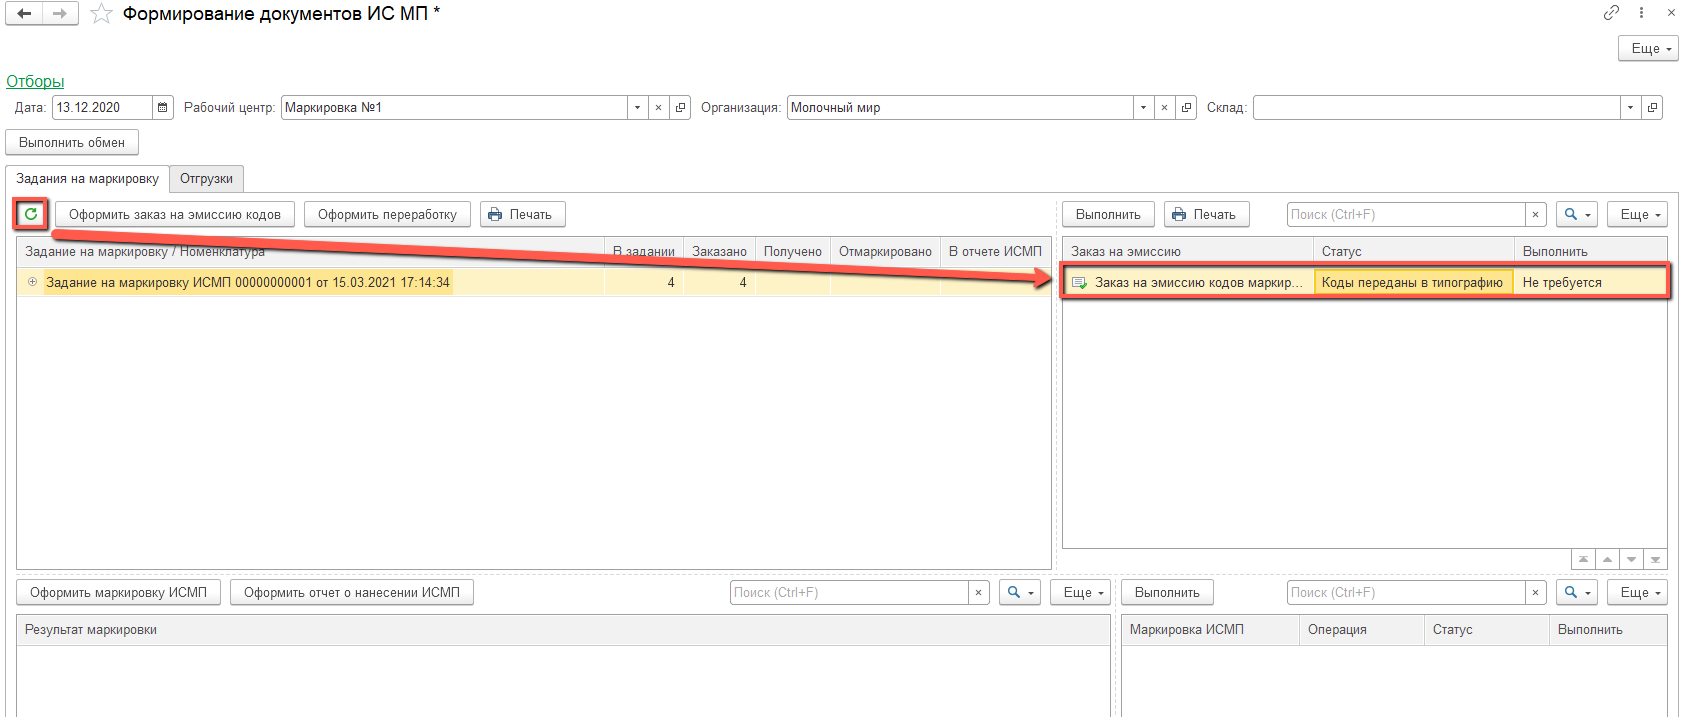 Формирование документов ИС МП *
Еще
Отборы
Дата: 13.12.2020 Рабочий центр: Маркировка №1 Организация: Молочный мир Склад:
Выполнить обмен
Задания на маркировку Отгрузки
Оформить заказ на эмиссию кодов Оформить переработку Печать Выполнить Печать Поиск (Ctrl+F) Еще
Задание на маркировку / Номенклатура В задании Заказано Получено Отмаркировано В отчете ИСМП Заказ на эмиссию Статус Выполнить
Задание на маркировку ИСМП 00000000001 от 15.03.2021 17:14:34 4 4 Заказ на эмиссию кодов маркир... Коды переданы в типографию Не требуется
Оформить маркировку ИСМП Оформить отчет о нанесении ИСМП Поиск (Ctrl+F) Еще Выполнить Поиск (Ctrl+F) Еще
Результат маркировки Маркировка ИСМП Операция Статус Выполнить